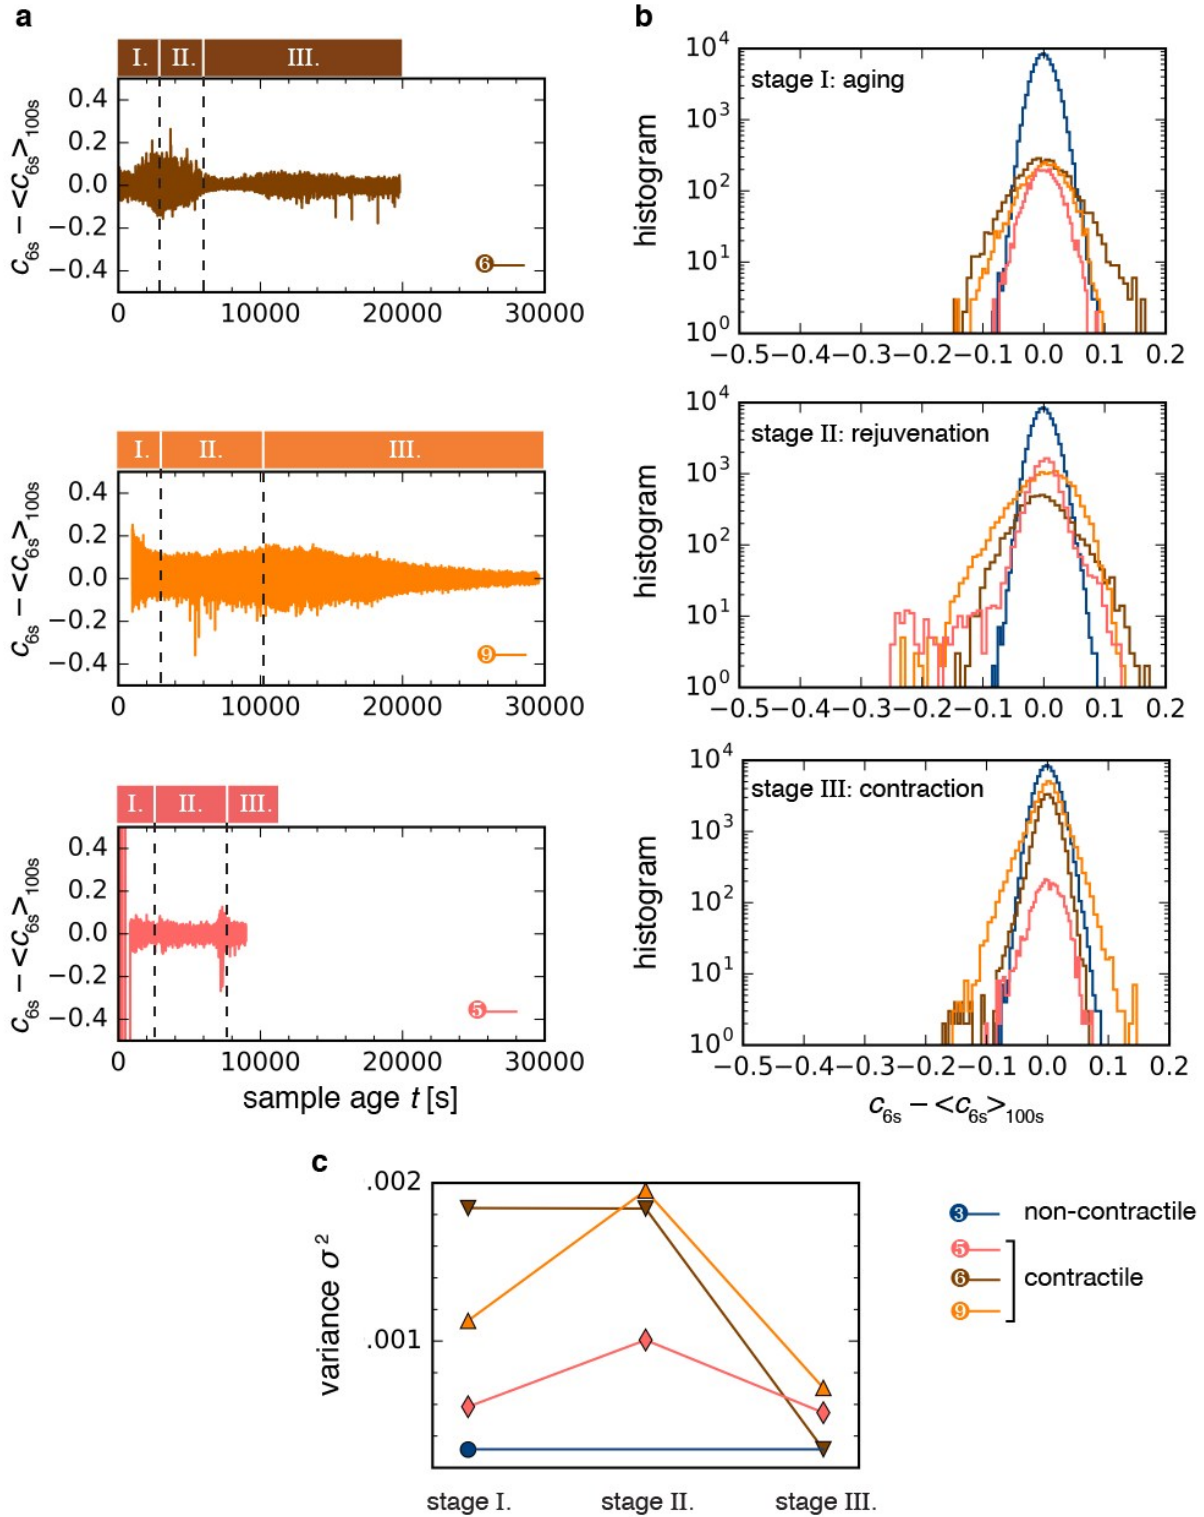 a
I. II. III.
0.4
0.2
0.0
−0.2
−0.4
c6s − <c6s>100s
6
0 10000 20000 30000
I. II. III.
0.4
0.2
0.0
−0.2
−0.4
c6s − <c6s>100s
9
0 10000 20000 30000
I. II. III.
0.4
0.2
0.0
−0.2
−0.4
c6s − <c6s>100s
5
0 10000 20000 30000
sample age t [s]
b
stage I: aging
10^4
10^3
10^2
10^1
10^0
histogram
−0.5 −0.4 −0.3 −0.2 −0.1 0.0 0.1 0.2
stage II: rejuvenation
10^4
10^3
10^2
10^1
10^0
histogram
−0.5 −0.4 −0.3 −0.2 −0.1 0.0 0.1 0.2
stage III: contraction
10^4
10^3
10^2
10^1
10^0
histogram
−0.5 −0.4 −0.3 −0.2 −0.1 0.0 0.1 0.2
c6s − <c6s>100s
c
.002
.001
variance σ²
stage I. stage II. stage III.
3 non-contractile
5
6 contractile
9